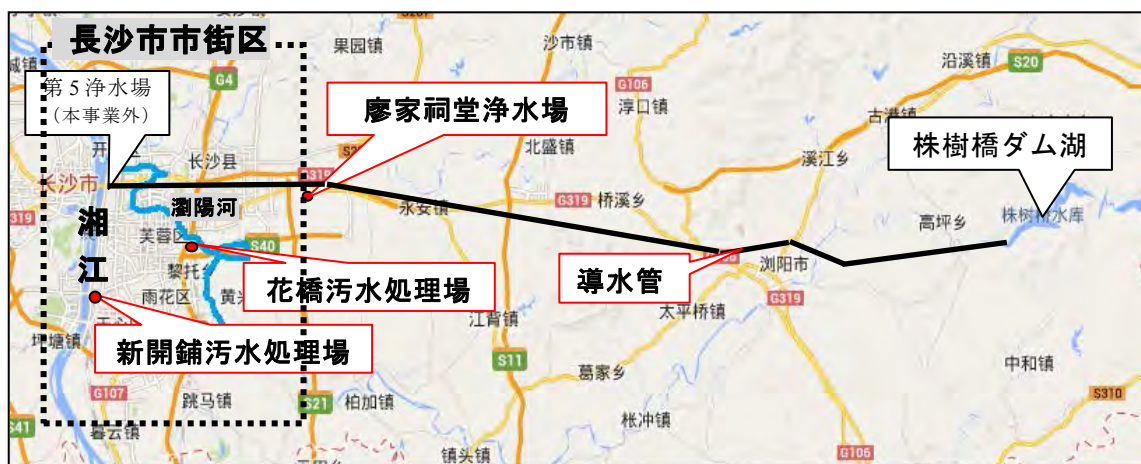 長沙市市街区
果园镇
沙市镇
沿溪镇
S20
G4
G106
第5浄水場
（本事業外）
廖家祠堂浄水場
淳口镇
古港镇
株樹橋ダム湖
北盛镇
长沙县
溪江乡
长沙市
G319
永安镇
G319
桥溪乡
高坪乡
株树桥水库
G319
瀏陽河
湘江
芙蓉区
S40
黎托乡
花橋汚水処理場
導水管
浏阳市
G319
雨花区
江背镇
太平桥镇
新開鋪汚水処理場
坪塘镇
S11
葛家乡
中和镇
G107
跳马镇
S21
柏加镇
S310
S41
暮云镇
枨冲镇
镇头镇
G106